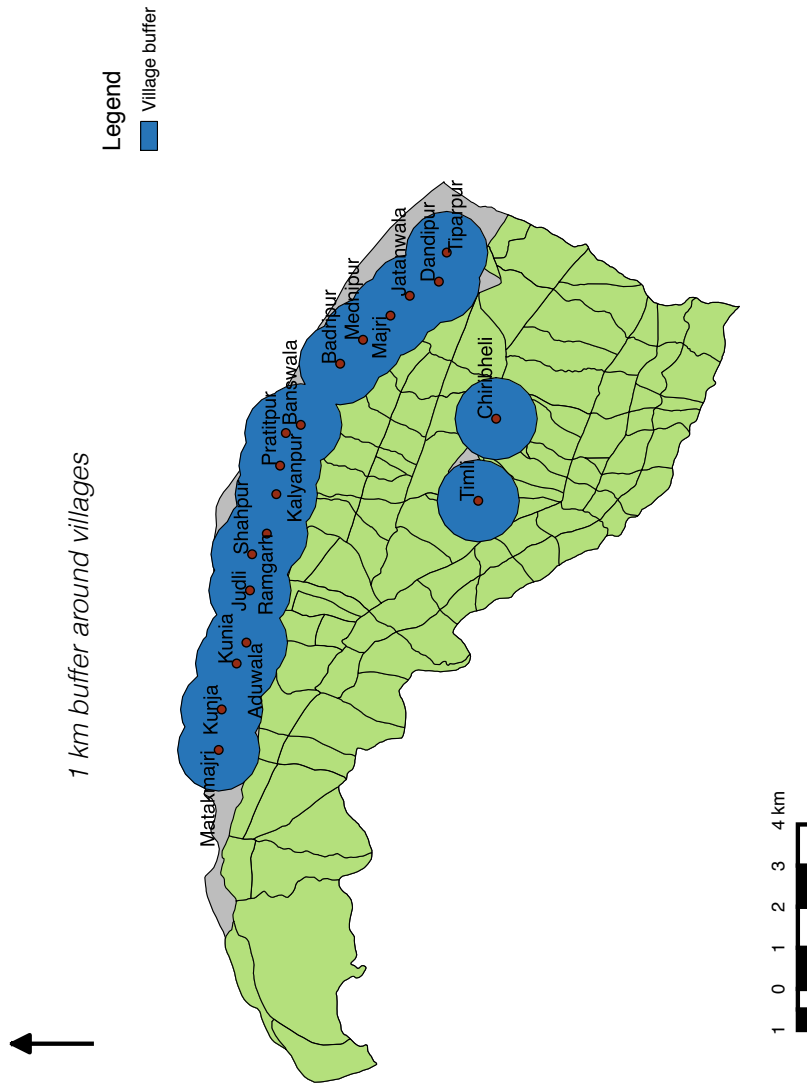 1 km buffer around villages
Legend
Village buffer
Matakmajri
Kunja
Kunia
Aduwala
Judli
Ramgarh
Shahpur
Kalyanpur
Pratitpur
Banswala
Badripur
Mednipur
Majri
Jatanwala
Dandipur
Tiparpur
Timli
Chiribheli
1 0 1 2 3 4 km